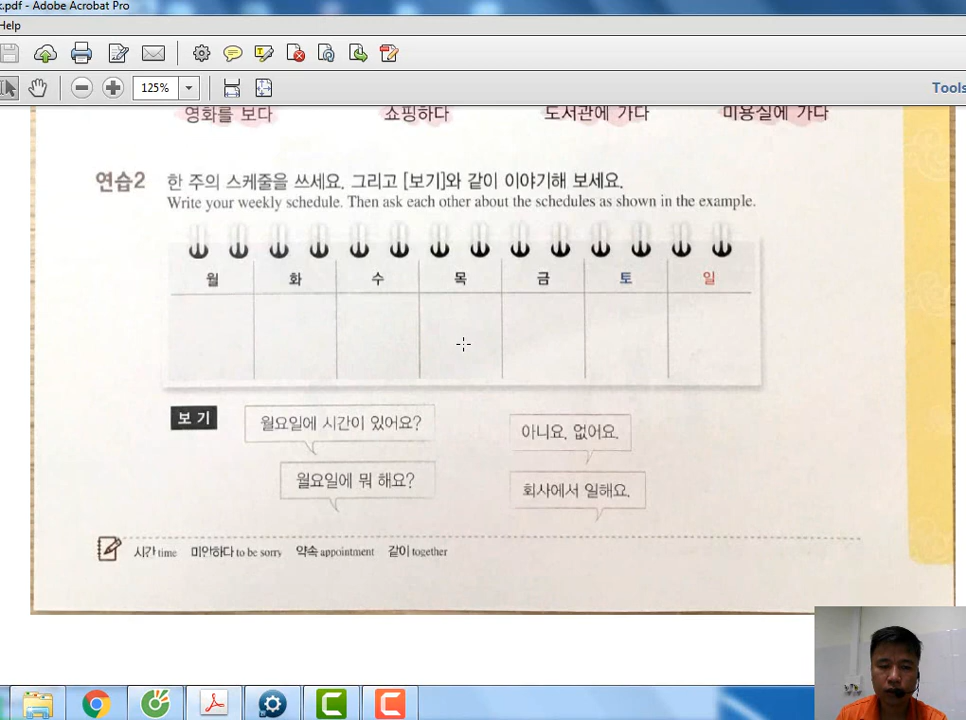 .pdf - Adobe Acrobat Pro
Help
125%
Tools
영화를 보다 쇼핑하다 도서관에 가다 미용실에 가다
연습2 한 주의 스케줄을 쓰세요. 그리고 [보기]와 같이 이야기해 보세요.
Write your weekly schedule. Then ask each other about the schedules as shown in the example.
월 화 수 목 금 토 일
보기
월요일에 시간이 있어요?
아니요. 없어요.
월요일에 뭐 해요?
회사에서 일해요.
시간 time 미안하다 to be sorry 약속 appointment 같이 together